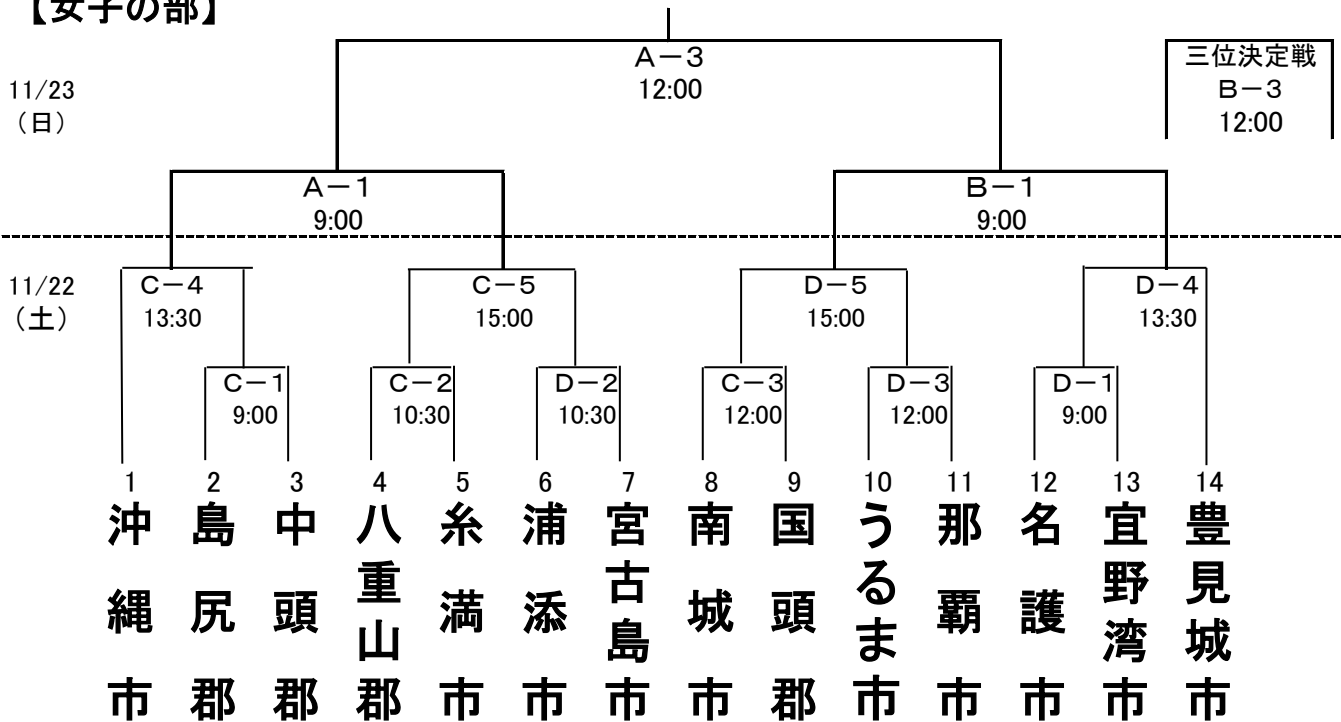 【女子の部】
A－3
12:00
三位決定戦
B－3
12:00
11/23
（日）
A－1
9:00
B－1
9:00
11/22
（土）
C－4
13:30
C－5
15:00
D－5
15:00
D－4
13:30
C－1
9:00
C－2
10:30
D－2
10:30
C－3
12:00
D－3
12:00
D－1
9:00
1
沖縄市
2
島尻郡
3
中頭郡
4
八重山郡
5
糸満市
6
浦添市
7
宮古島市
8
南城市
9
国頭郡
10
うるま市
11
那覇市
12
名護市
13
宜野湾市
14
豊見城市